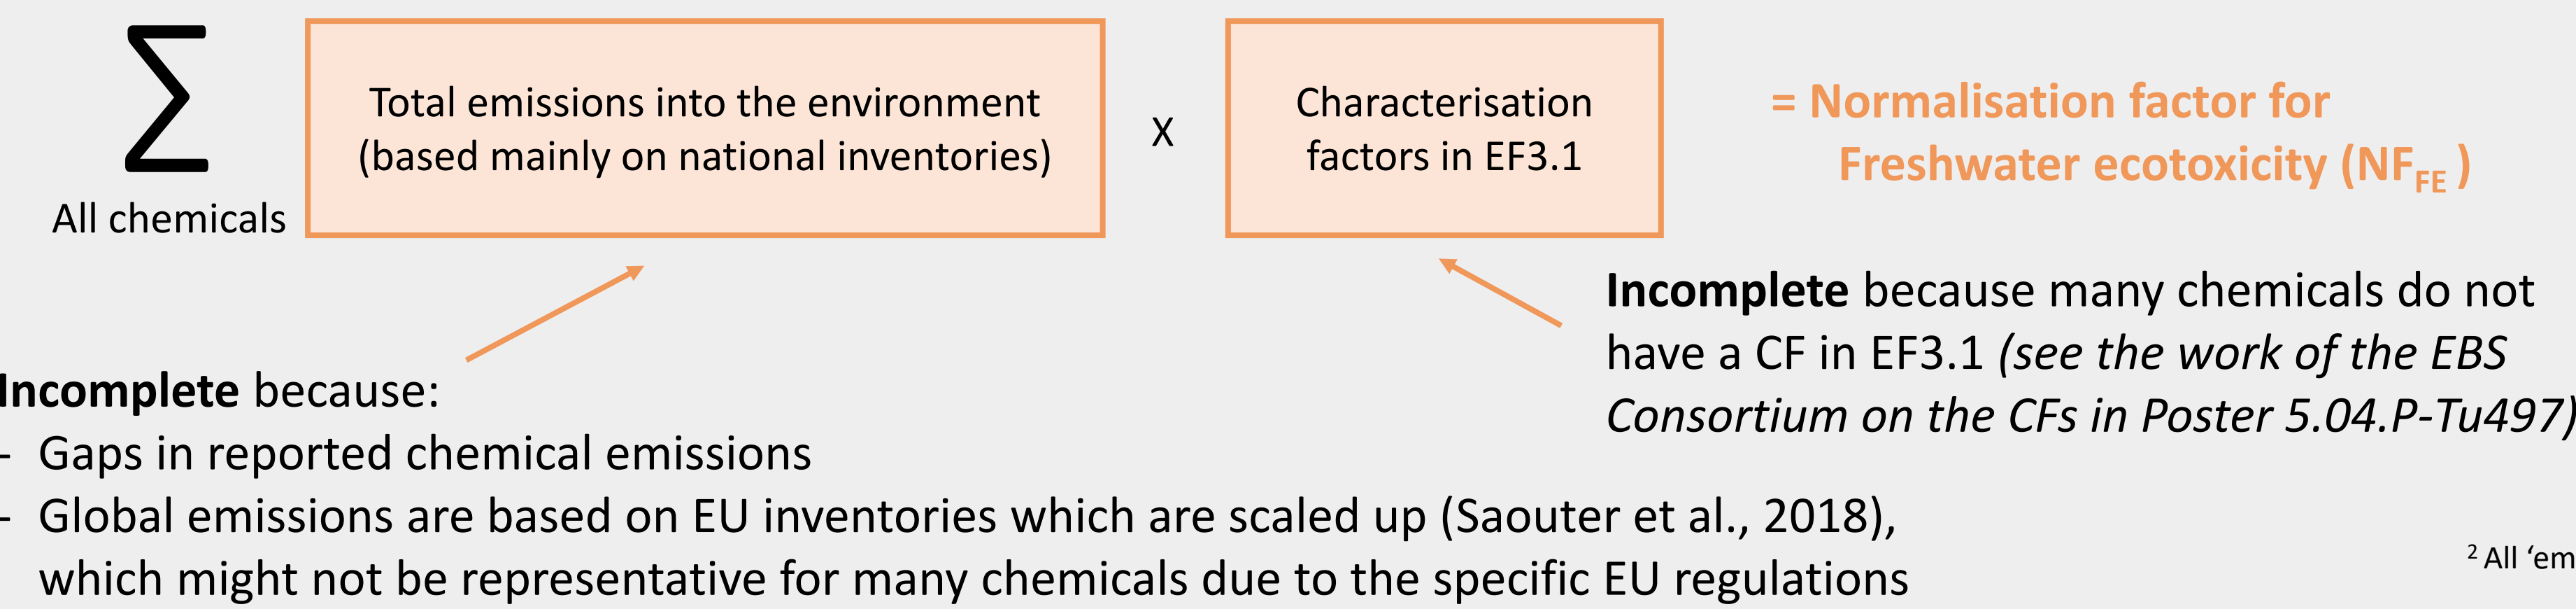 ∑
All chemicals
Total emissions into the environment
(based mainly on national inventories)
X
Characterisation
factors in EF3.1
= Normalisation factor for
Freshwater ecotoxicity (NF_FE )
Incomplete because many chemicals do not
have a CF in EF3.1 (see the work of the EBS
Consortium on the CFs in Poster 5.04.P-Tu497)
Incomplete because:
- Gaps in reported chemical emissions
- Global emissions are based on EU inventories which are scaled up (Saouter et al., 2018),
which might not be representative for many chemicals due to the specific EU regulations
² All ‘em